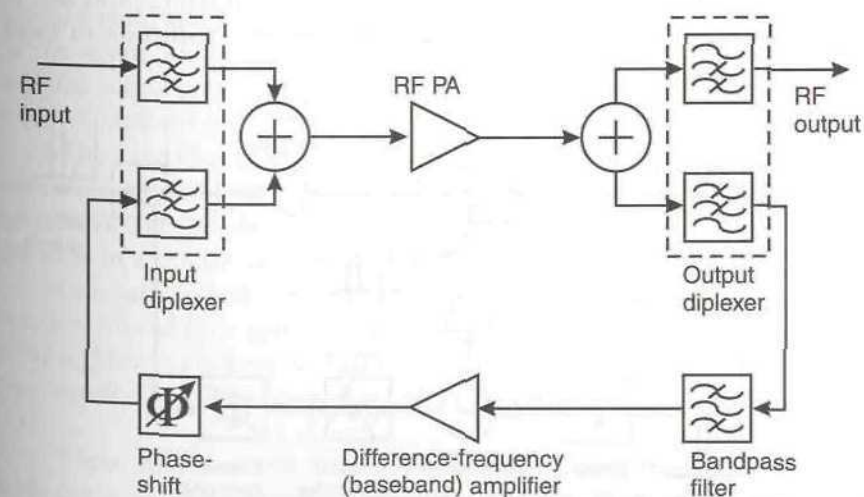 RF PA
RF
input
RF
output
Input
diplexer
Output
diplexer
Φ
Phase-
shift
Difference-frequency
(baseband) amplifier
Bandpass
filter